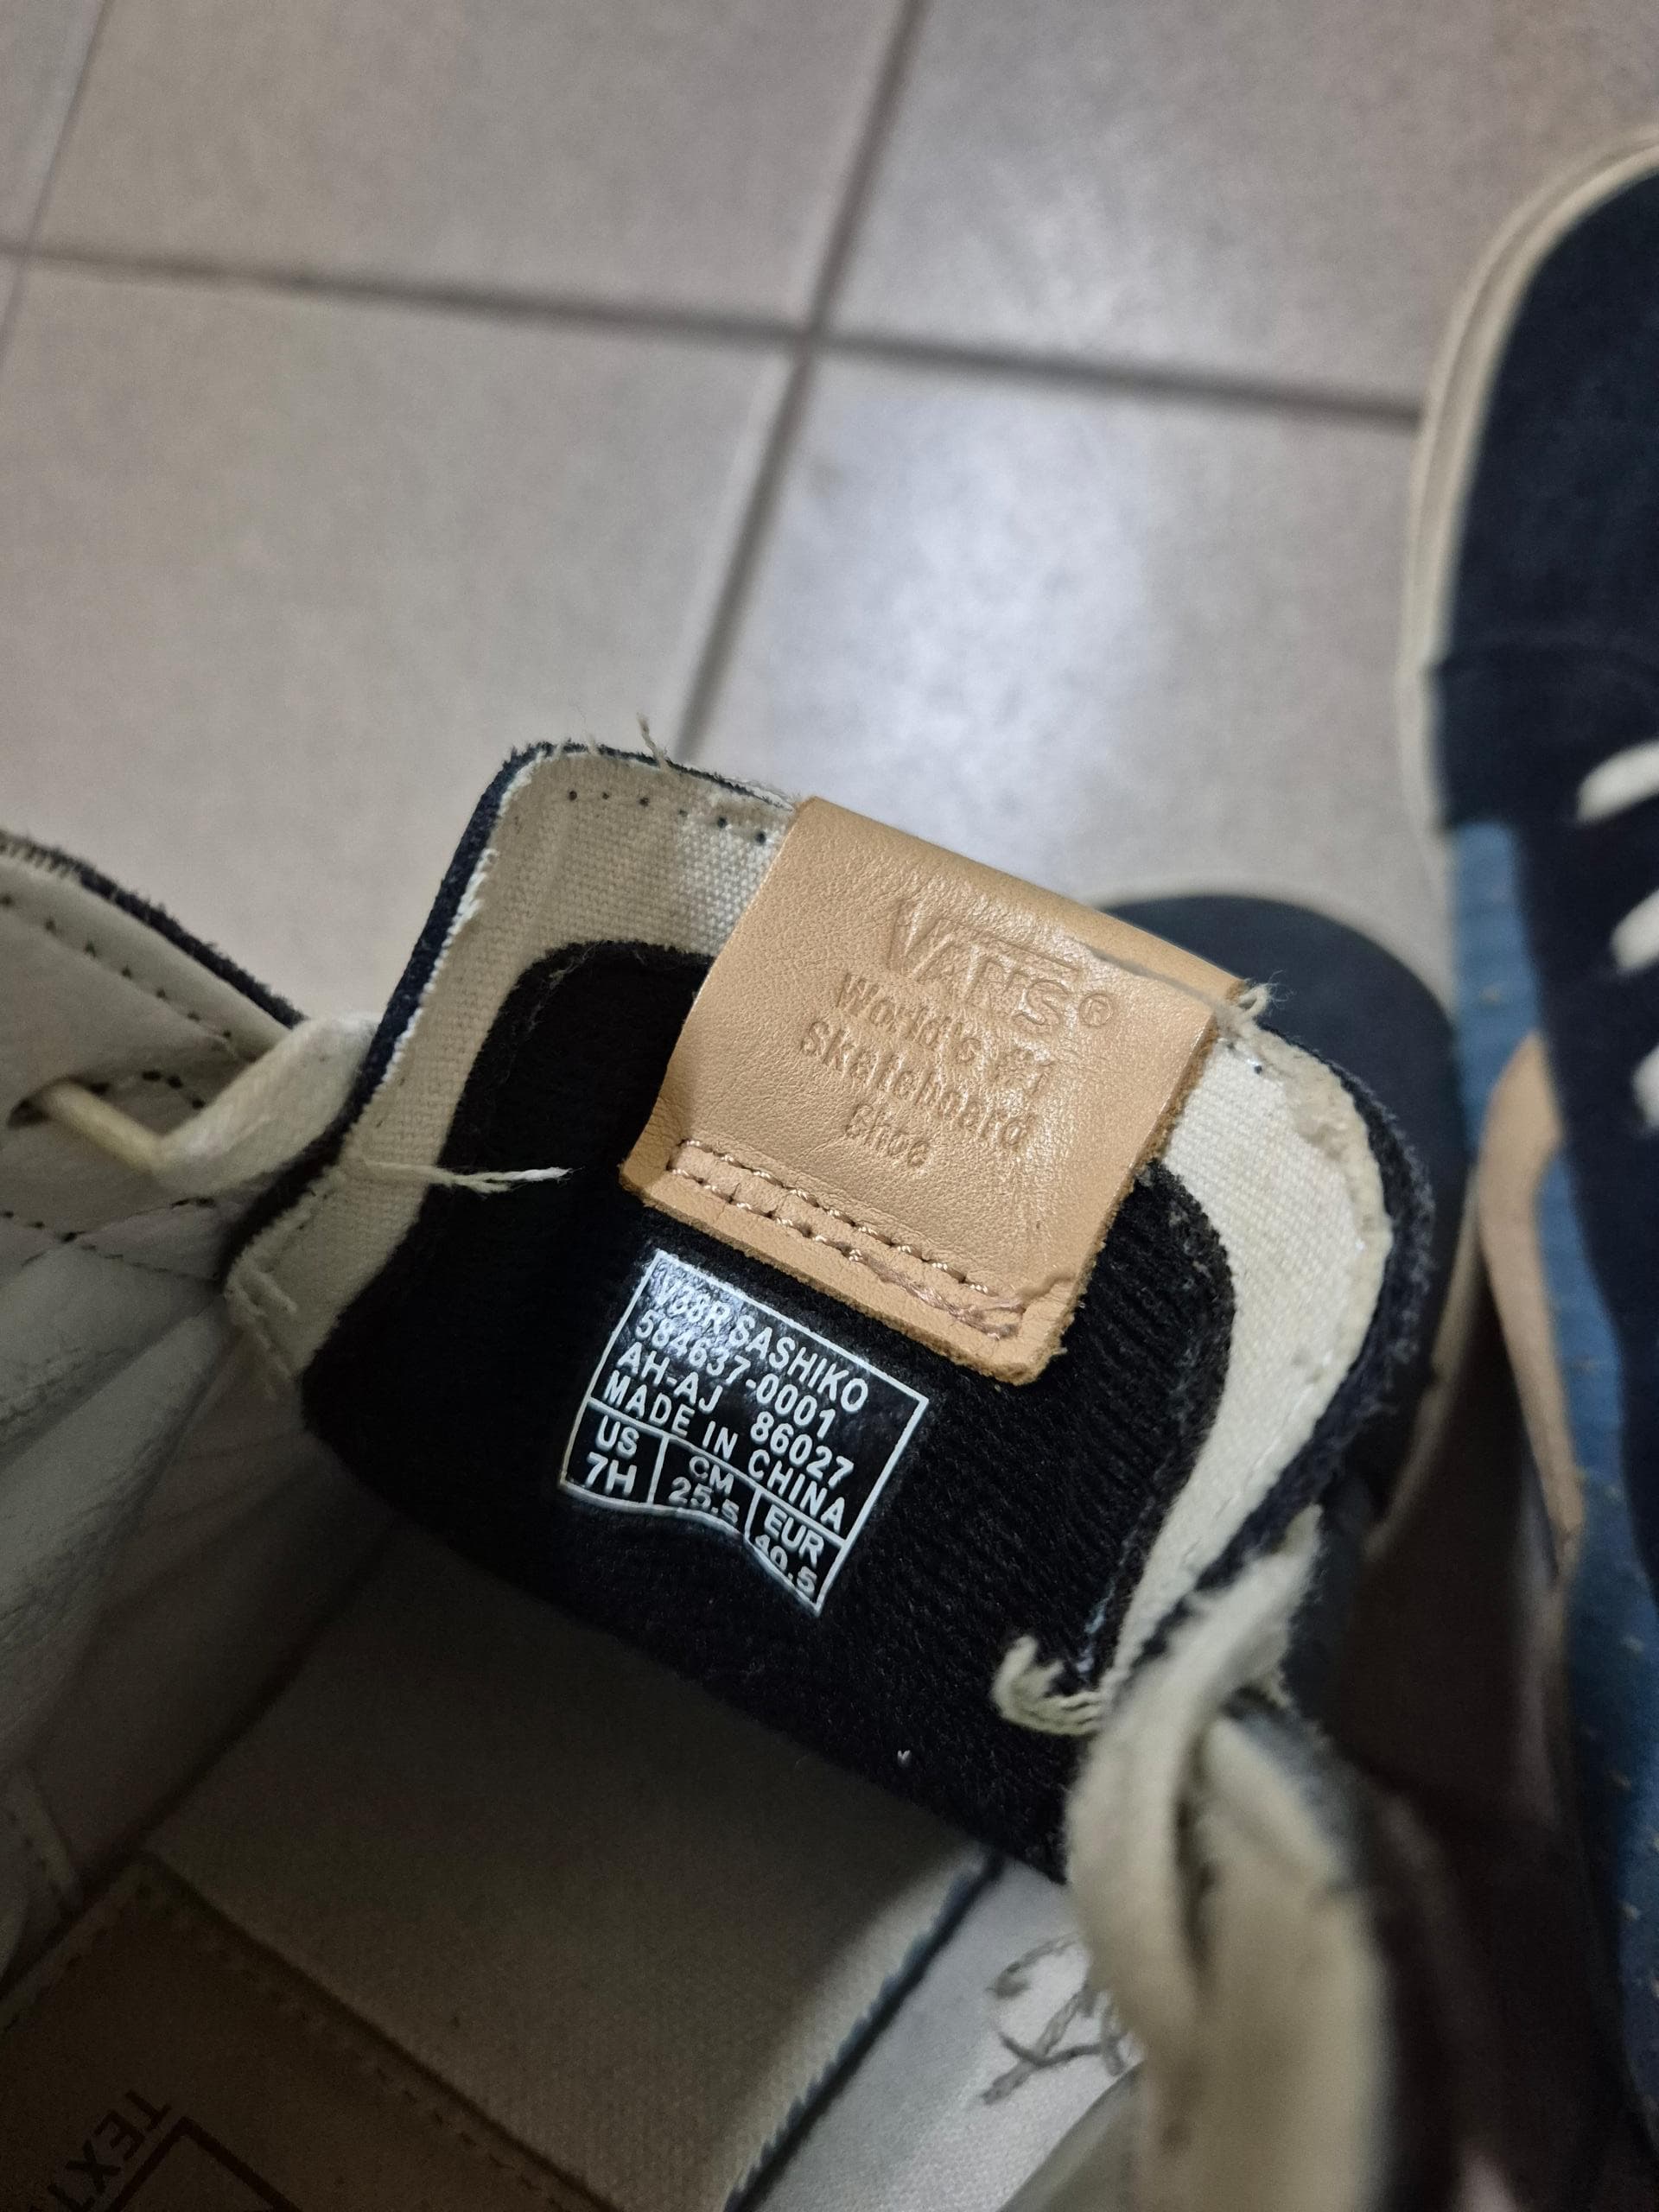 VANS®
World's #1
Skateboard
Shoe
V38R SASHIKO
584637-0001
AH-AJ 86027
MADE IN CHINA
US CM EUR
7H 25.5 40.5